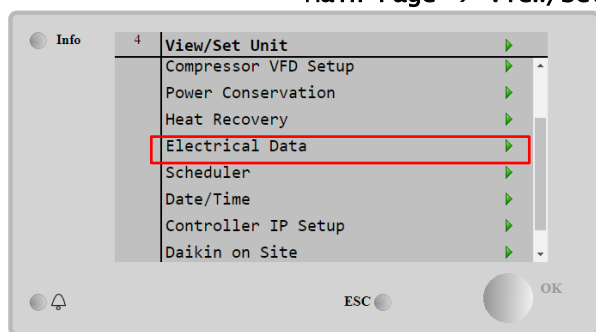 Main Page → View/Set
Info
4 View/Set Unit
Compressor VFD Setup
Power Conservation
Heat Recovery
Electrical Data
Scheduler
Date/Time
Controller IP Setup
Daikin on Site
ESC
OK